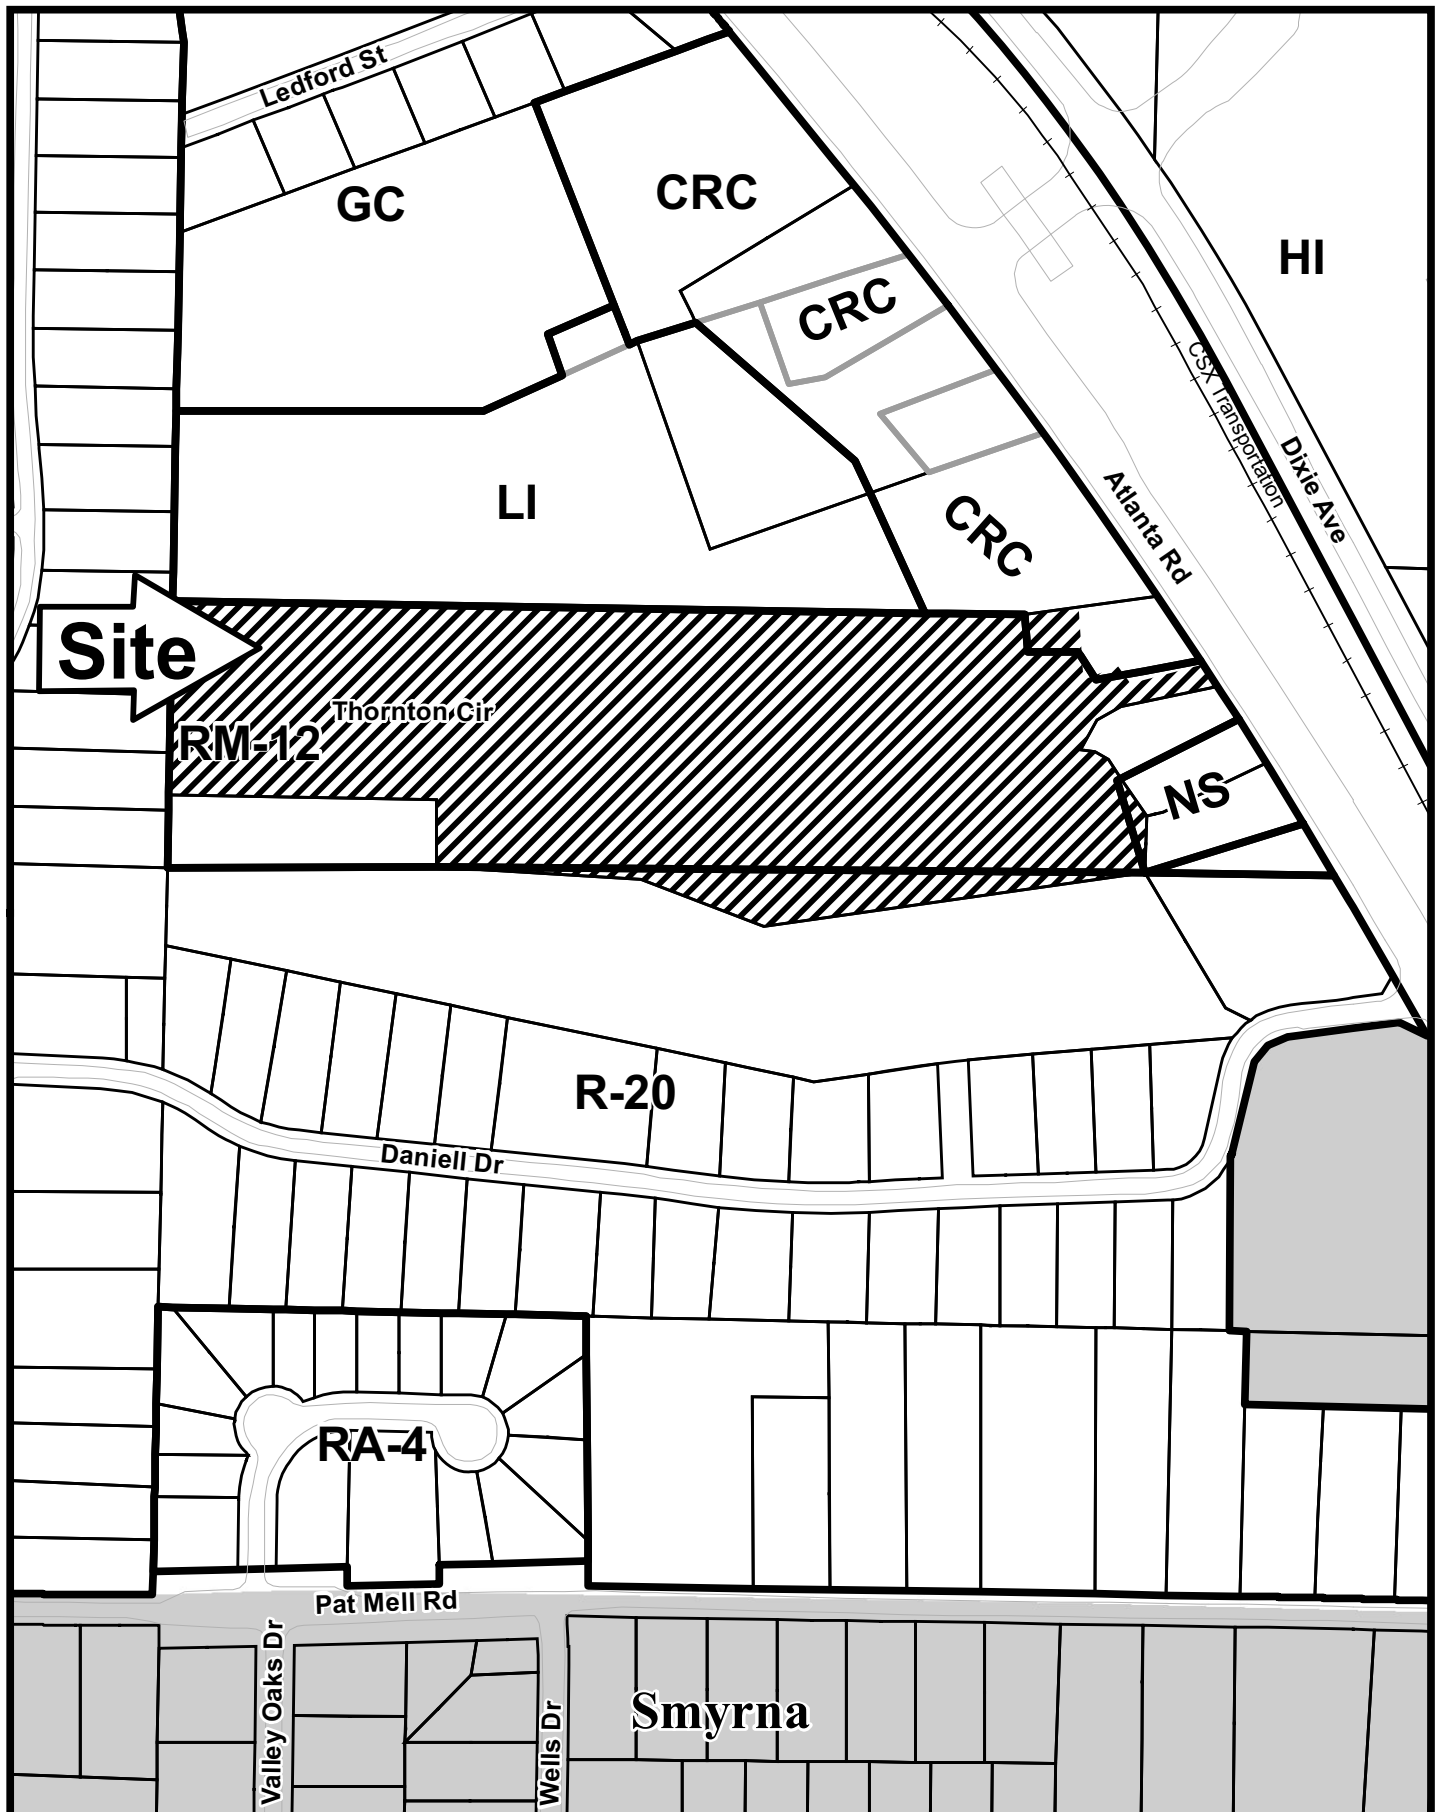 Ledford St
GC
CRC
HI
CRC
CSX Transportation
Dixie Ave
LI
CRC
Atlanta Rd
Site
Thornton Cir
RM-12
NS
R-20
Daniell Dr
RA-4
Pat Mell Rd
Valley Oaks Dr
Wells Dr
Smyrna